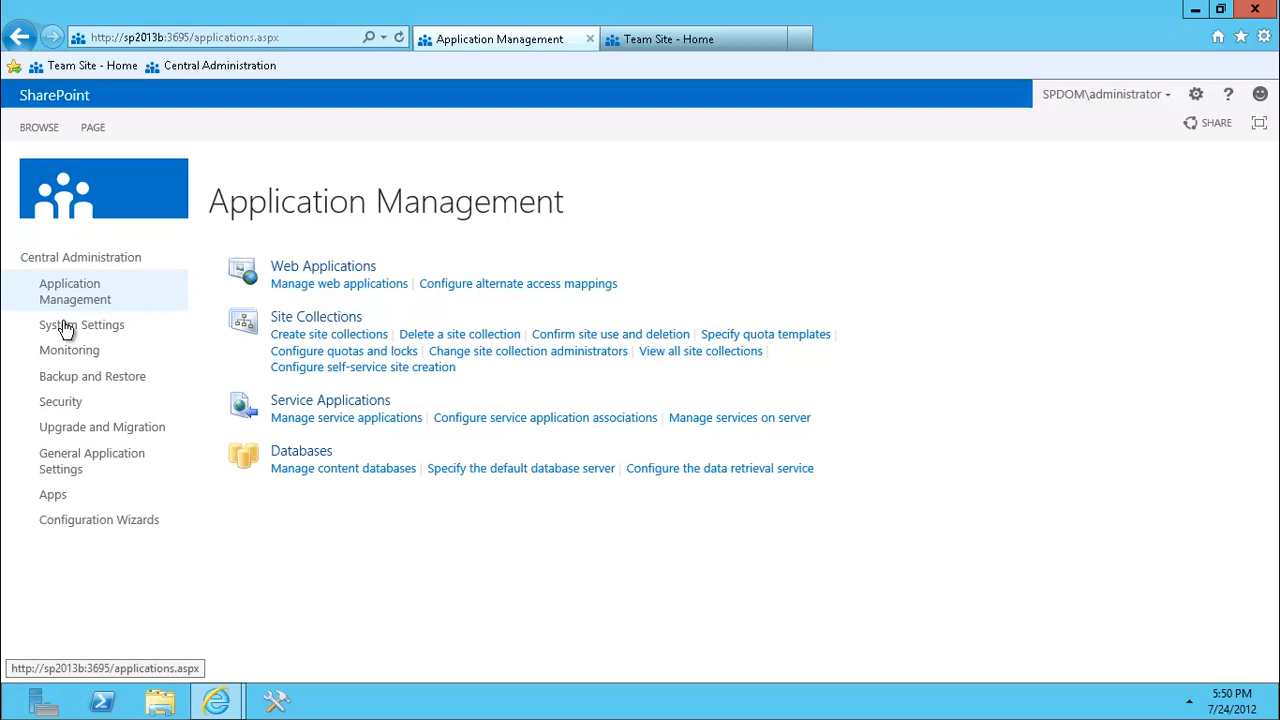 http://sp2013b:3695/applications.aspx
Application Management
Team Site - Home
Team Site - Home
Central Administration
SharePoint
SPDOM\administrator
?
BROWSE
PAGE
SHARE
Application Management
Central Administration
Application
Management
System Settings
Monitoring
Backup and Restore
Security
Upgrade and Migration
General Application
Settings
Apps
Configuration Wizards
Web Applications
Manage web applications | Configure alternate access mappings
Site Collections
Create site collections | Delete a site collection | Confirm site use and deletion | Specify quota templates |
Configure quotas and locks | Change site collection administrators | View all site collections |
Configure self-service site creation
Service Applications
Manage service applications | Configure service application associations | Manage services on server
Databases
Manage content databases | Specify the default database server | Configure the data retrieval service
http://sp2013b:3695/applications.aspx
5:50 PM
7/24/2012